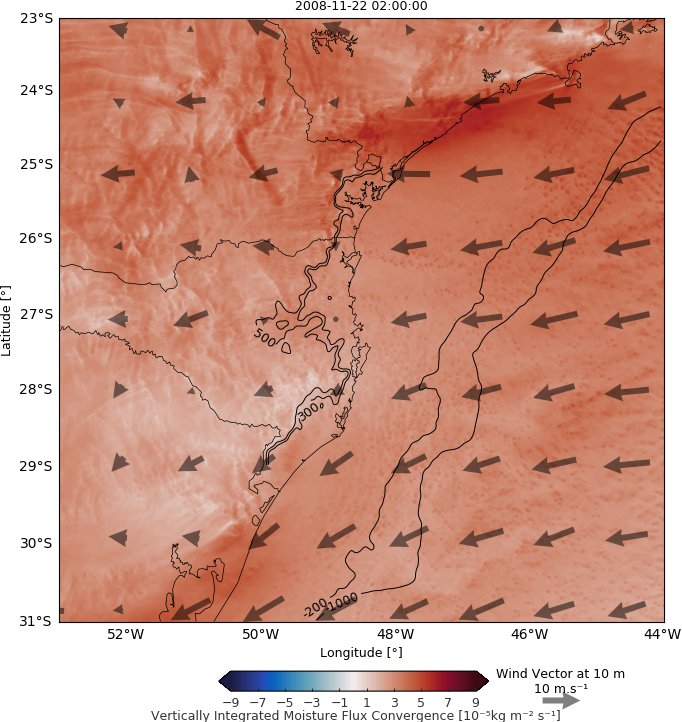 2008-11-22 02:00:00
23°S
24°S
25°S
26°S
27°S
28°S
29°S
30°S
31°S
Latitude [°]
500
300
-200
-1000
52°W 50°W 48°W 46°W 44°W
Longitude [°]
Wind Vector at 10 m
10 m.s⁻¹
−9 −7 −5 −3 −1 1 3 5 7 9
Vertically Integrated Moisture Flux Convergence [10⁻⁵kg m⁻² s⁻¹]